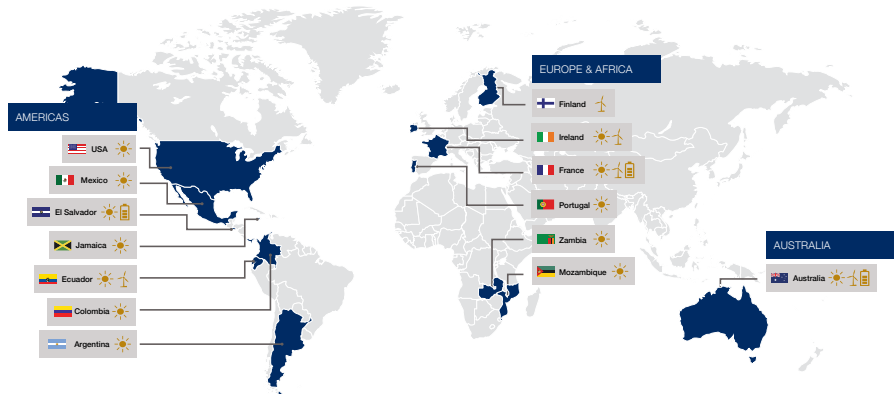 AMERICAS
USA
Mexico
El Salvador
Jamaica
Ecuador
Colombia
Argentina
EUROPE & AFRICA
Finland
Ireland
France
Portugal
Zambia
Mozambique
AUSTRALIA
Australia